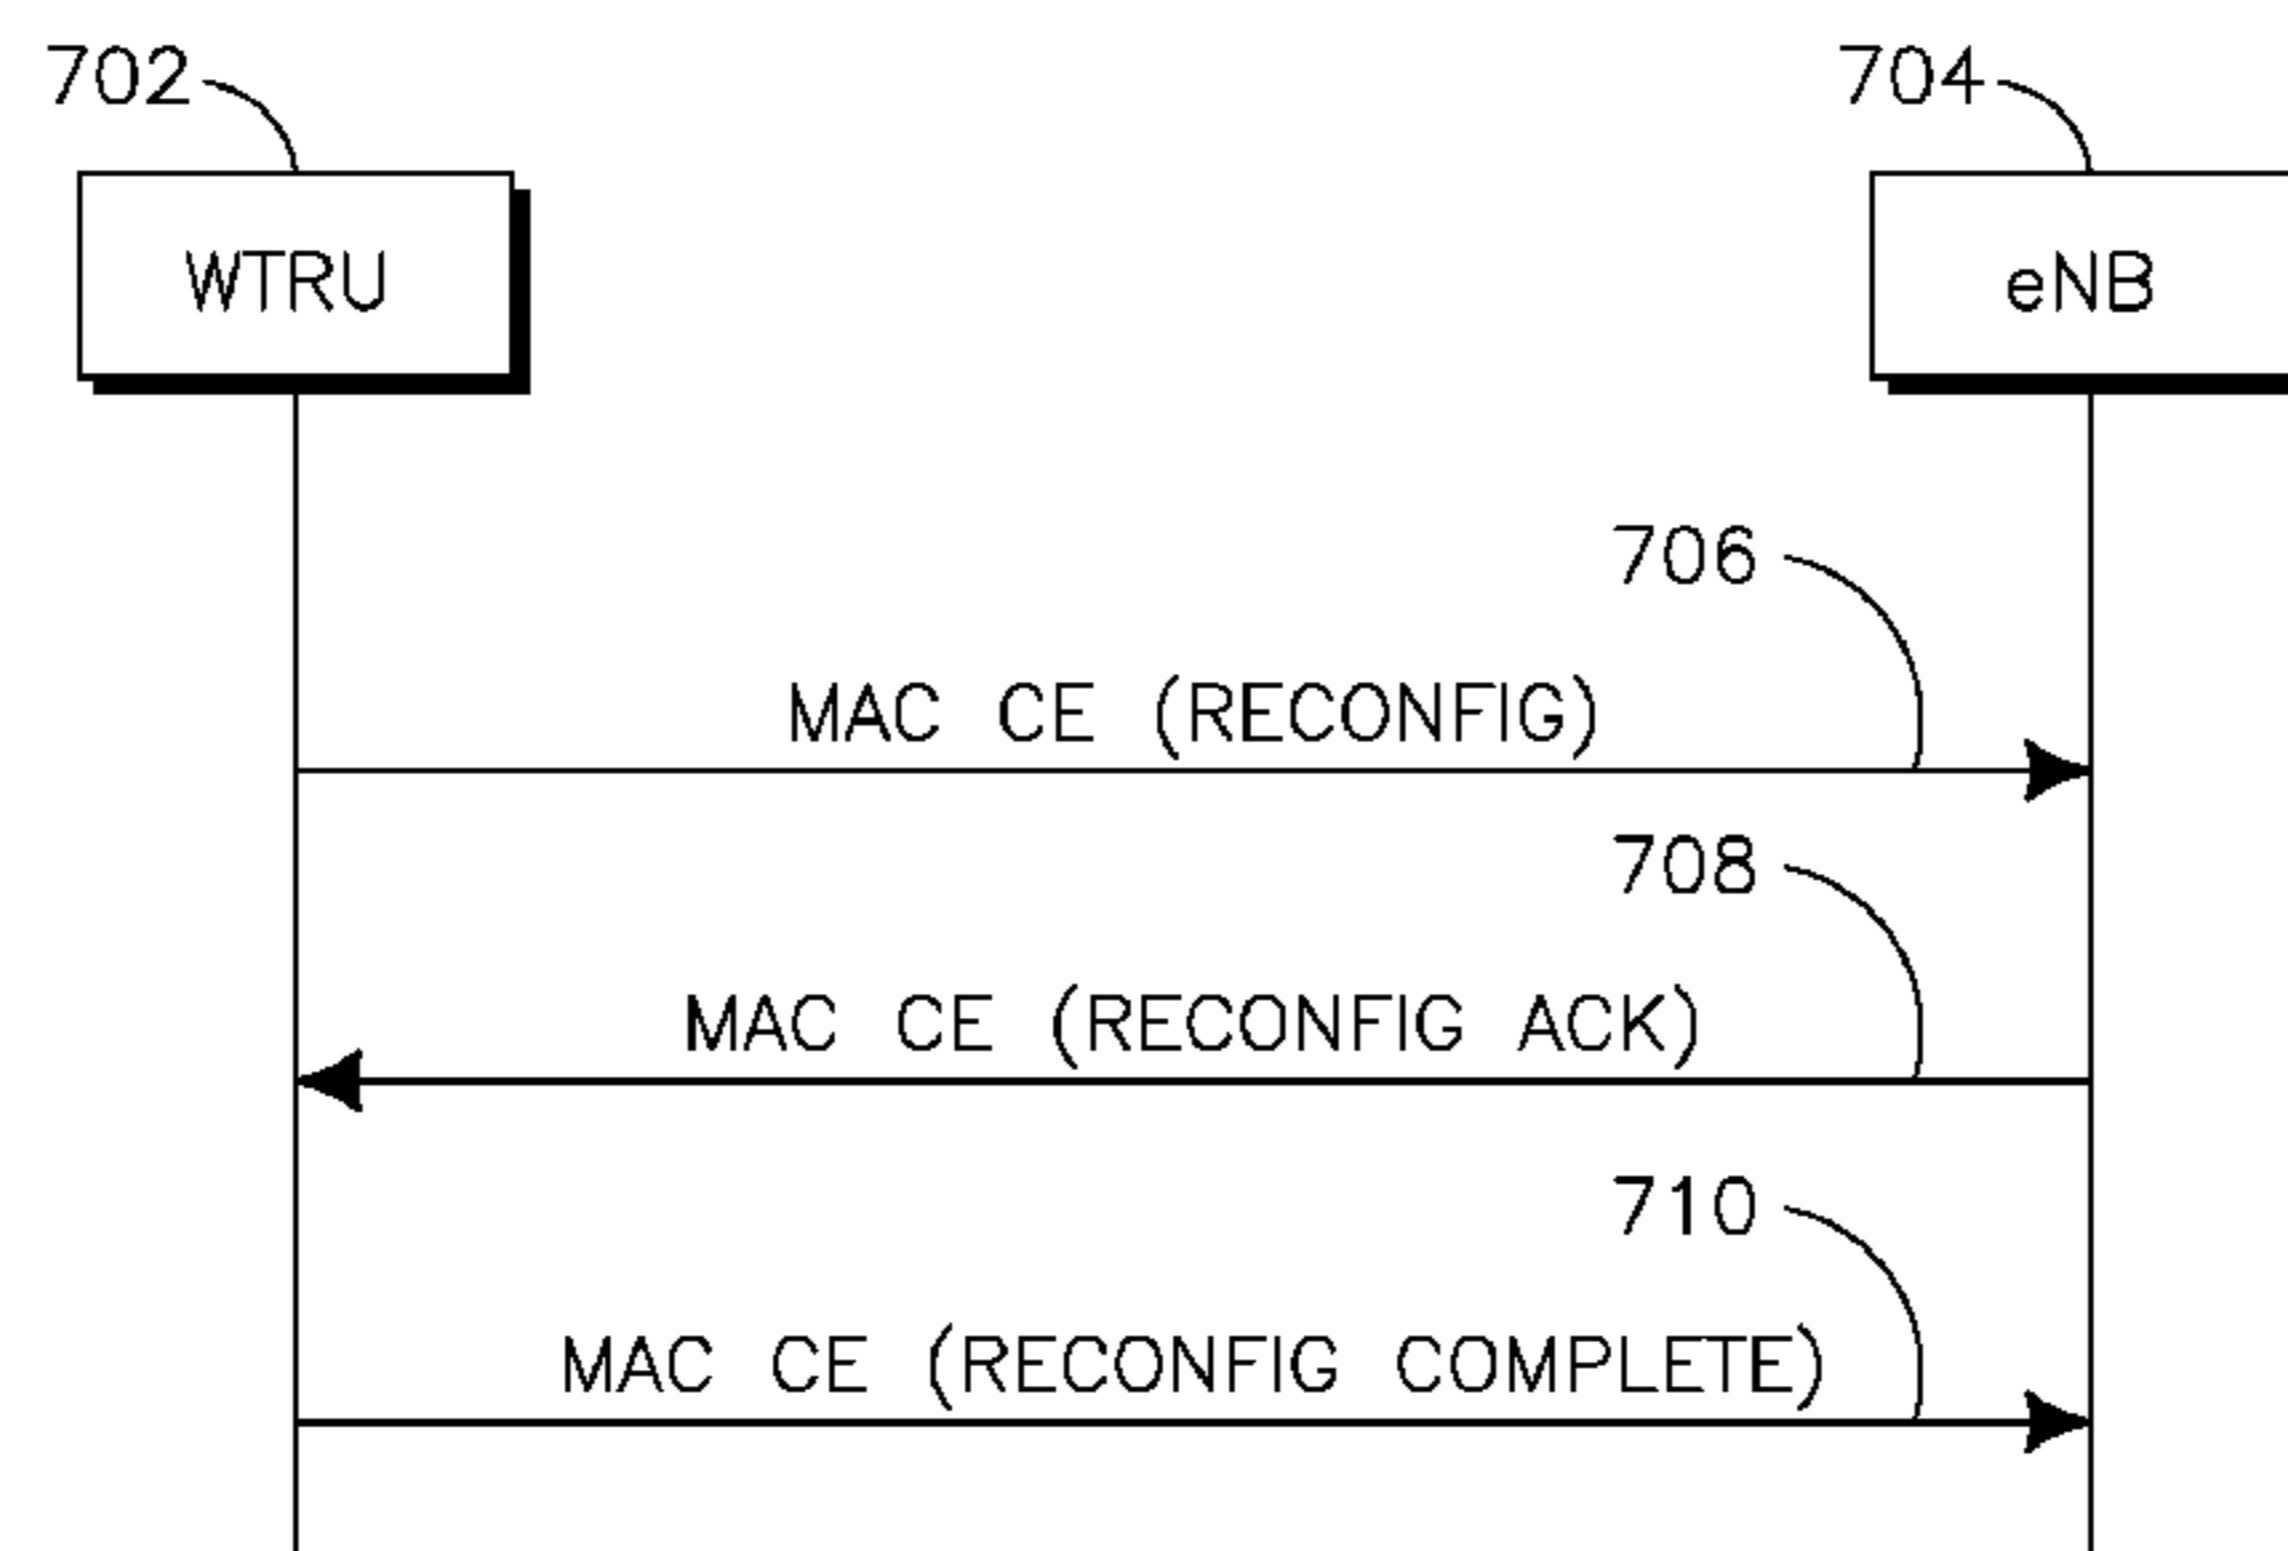 702
704
WTRU
eNB
706
MAC CE (RECONFIG)
708
MAC CE (RECONFIG ACK)
710
MAC CE (RECONFIG COMPLETE)